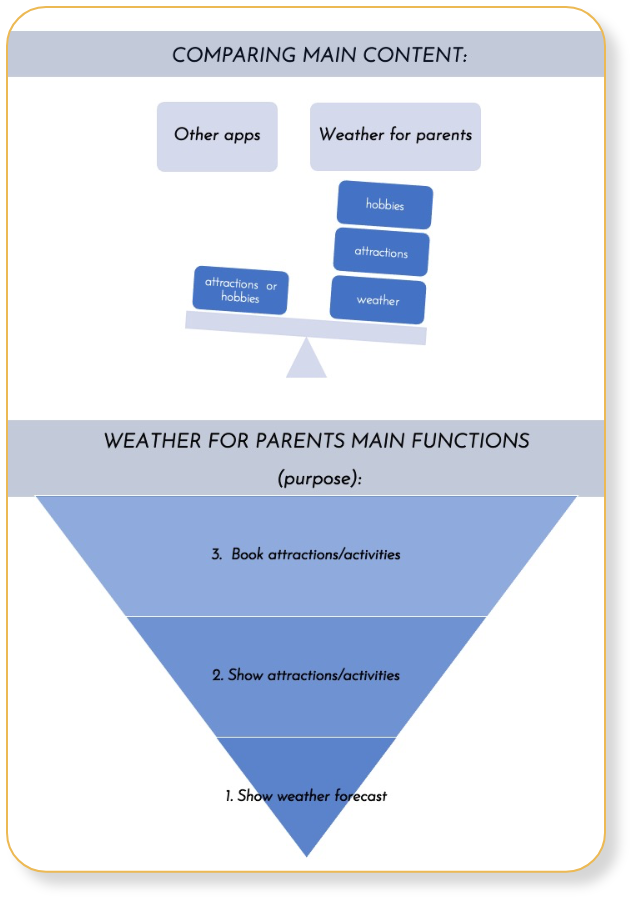 COMPARING MAIN CONTENT:
Other apps
Weather for parents
hobbies
attractions
weather
attractions or
hobbies
WEATHER FOR PARENTS MAIN FUNCTIONS
(purpose):
3. Book attractions/activities
2. Show attractions/activities
1. Show weather forecast